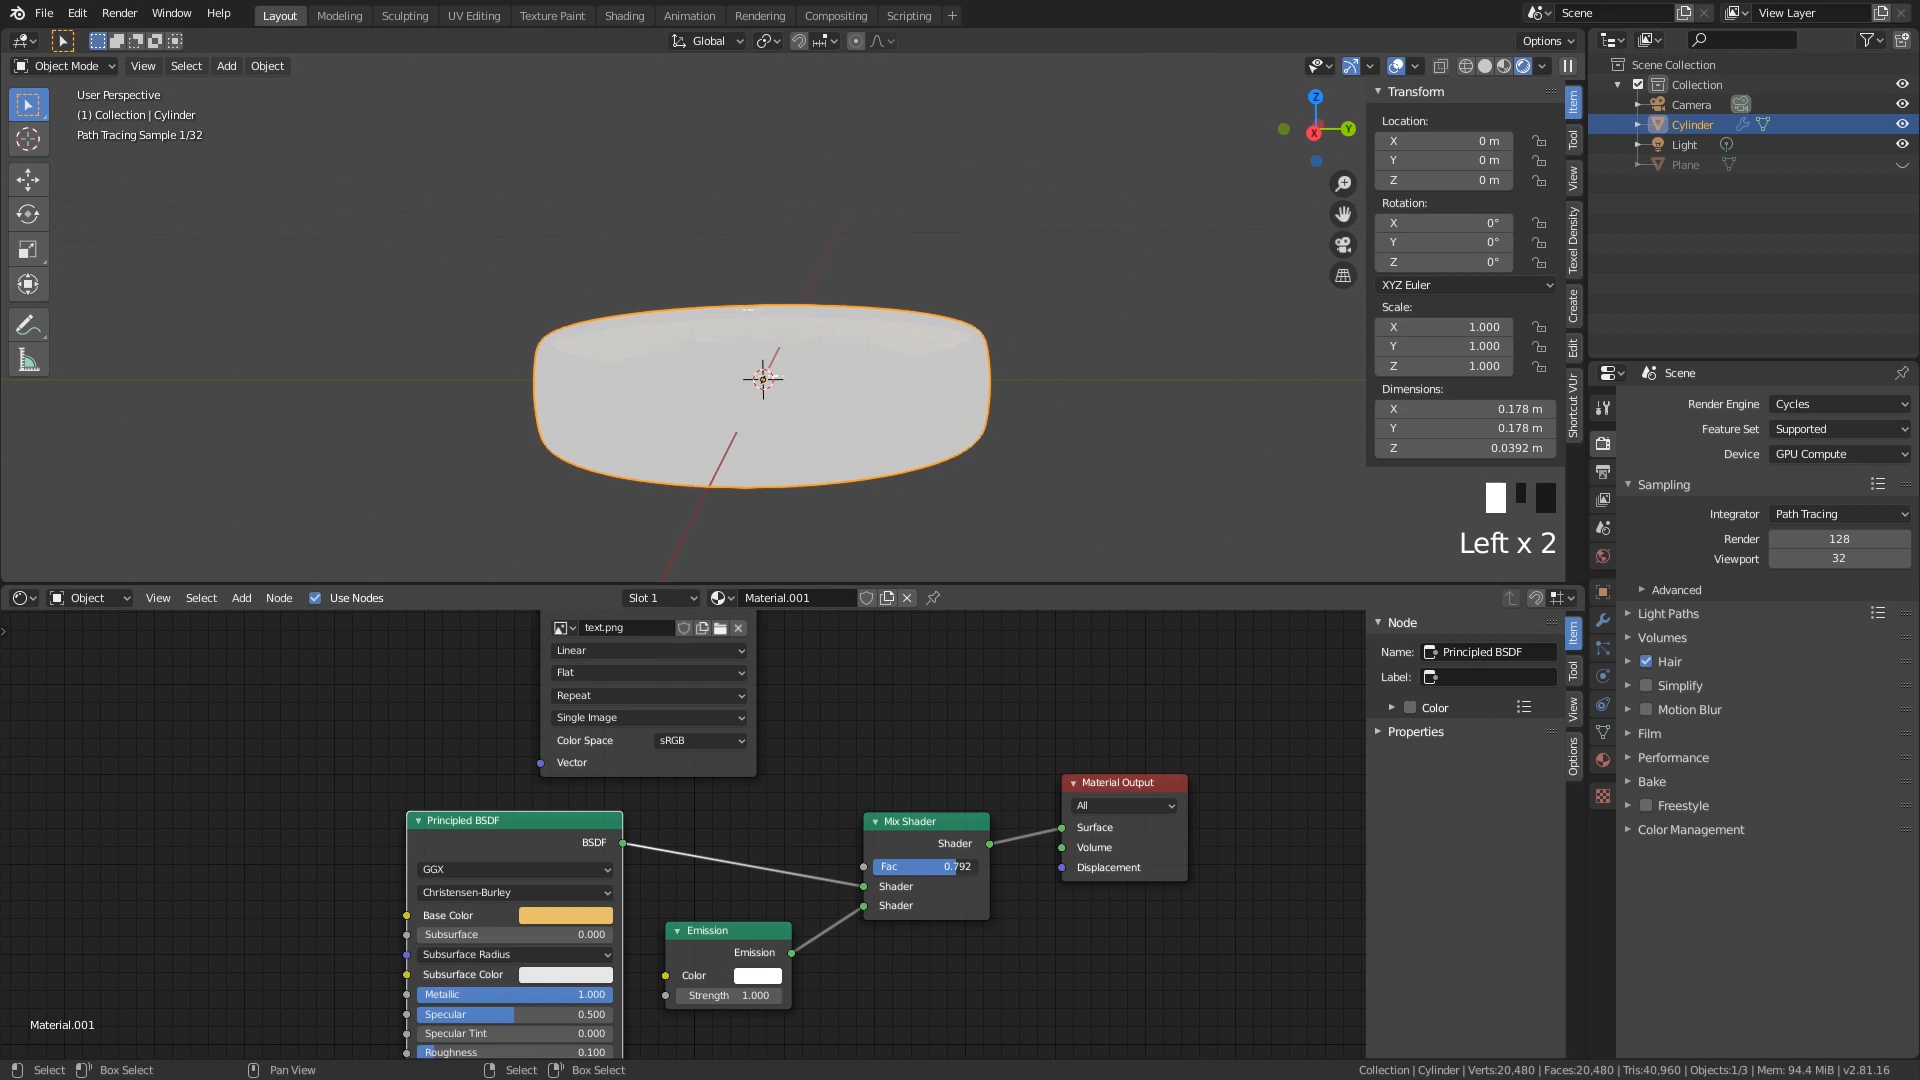 File Edit Render Window Help Layout Modeling Sculpting UV Editing Texture Paint Shading Animation Rendering Compositing Scripting + Scene View Layer
Global Options
Object Mode View Select Add Object
User Perspective
(1) Collection | Cylinder
Path Tracing Sample 1/32
Z
Y
X
Transform
Location:
X 0 m
Y 0 m
Z 0 m
Rotation:
X 0°
Y 0°
Z 0°
XYZ Euler
Scale:
X 1.000
Y 1.000
Z 1.000
Dimensions:
X 0.178 m
Y 0.178 m
Z 0.0392 m
Item
Tool
View
Texel Density
Create
Edit
Shortcut VUr
Left x 2
Scene Collection
Collection
Camera
Cylinder
Light
Plane
Scene
Render Engine Cycles
Feature Set Supported
Device GPU Compute
Sampling
Integrator Path Tracing
Render 128
Viewport 32
Advanced
Light Paths
Volumes
Hair
Simplify
Motion Blur
Film
Performance
Bake
Freestyle
Color Management
Object View Select Add Node Use Nodes Slot 1 Material.001
text.png
Linear
Flat
Repeat
Single Image
Color Space sRGB
Vector
Principled BSDF
BSDF
GGX
Christensen-Burley
Base Color
Subsurface 0.000
Subsurface Radius
Subsurface Color
Metallic 1.000
Specular 0.500
Specular Tint 0.000
Roughness 0.100
Emission
Emission
Color
Strength 1.000
Mix Shader
Shader
Fac 0.792
Shader
Shader
Material Output
All
Surface
Volume
Displacement
Node
Name: Principled BSDF
Label:
Color
Properties
Item
Tool
View
Options
Material.001
Select Box Select Pan View Select Box Select Collection | Cylinder | Verts:20,480 | Faces:20,480 | Tris:40,960 | Objects:1/3 | Mem: 94.4 MiB | v2.81.16